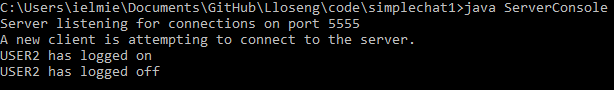 C:\Users\ielmie\Documents\GitHub\Lloseng\code\simplechat1>java ServerConsole
Server listening for connections on port 5555
A new client is attempting to connect to the server.
USER2 has logged on
USER2 has logged off